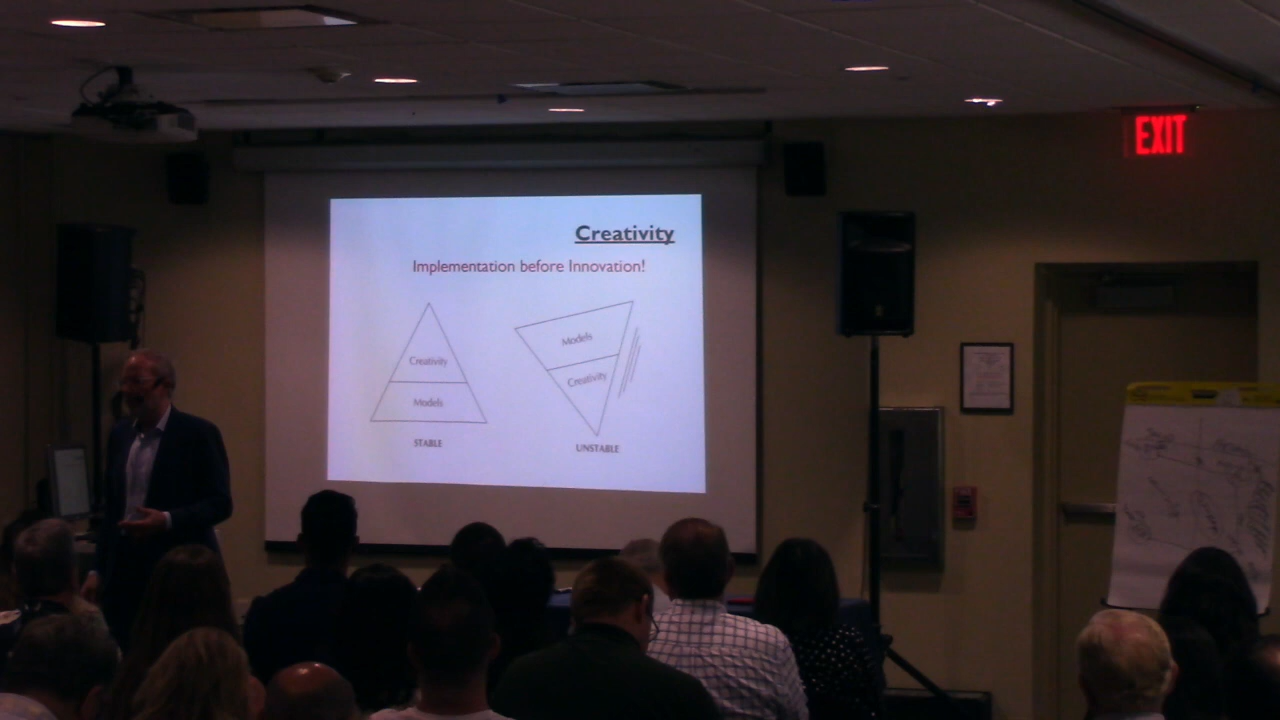 EXIT
Creativity
Implementation before Innovation!
Creativity
Models
STABLE
Models
Creativity
UNSTABLE